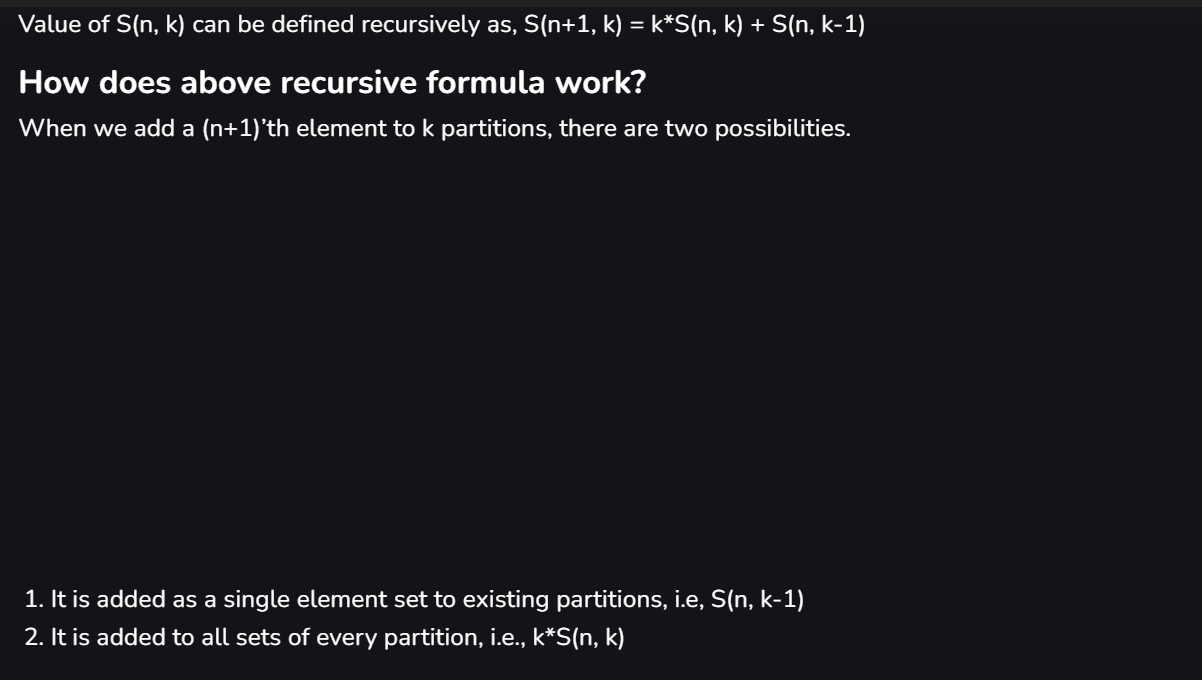 Value of S(n, k) can be defined recursively as, S(n+1, k) = k*S(n, k) + S(n, k-1)
How does above recursive formula work?
When we add a (n+1)’th element to k partitions, there are two possibilities.
1. It is added as a single element set to existing partitions, i.e, S(n, k-1)
2. It is added to all sets of every partition, i.e., k*S(n, k)